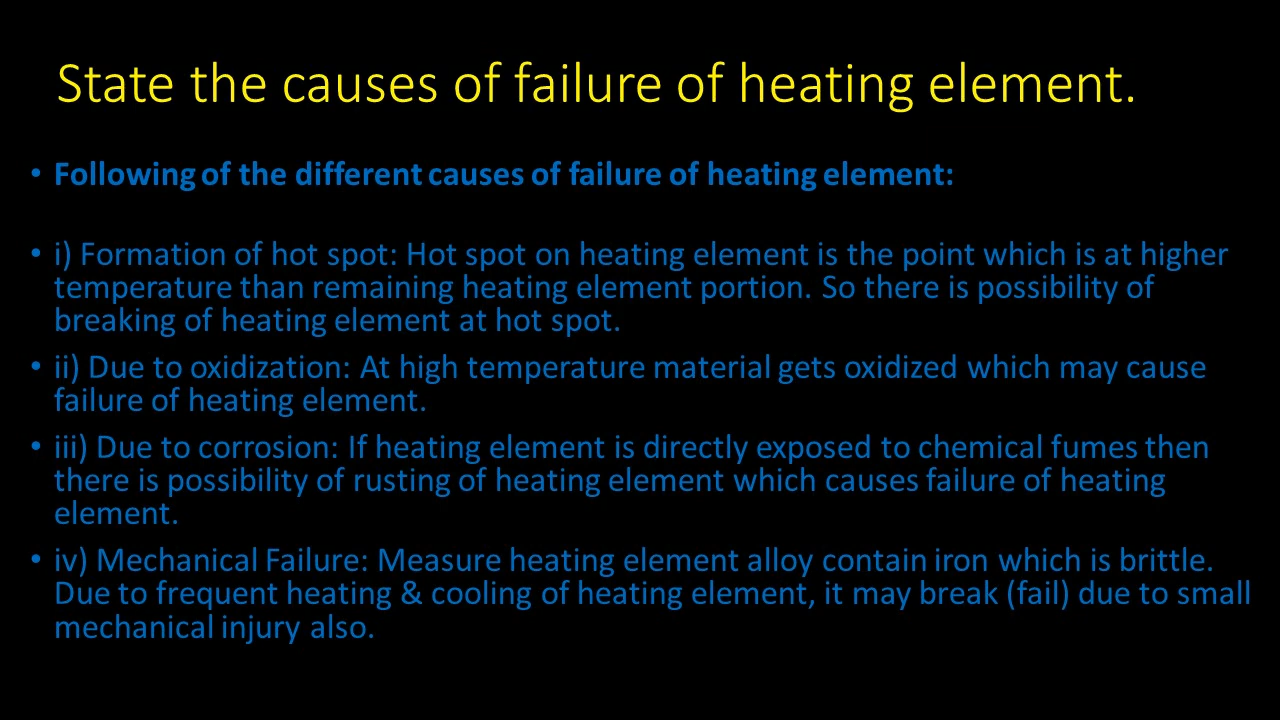 State the causes of failure of heating element.
• Following of the different causes of failure of heating element:
• i) Formation of hot spot: Hot spot on heating element is the point which is at higher
temperature than remaining heating element portion. So there is possibility of
breaking of heating element at hot spot.
• ii) Due to oxidization: At high temperature material gets oxidized which may cause
failure of heating element.
• iii) Due to corrosion: If heating element is directly exposed to chemical fumes then
there is possibility of rusting of heating element which causes failure of heating
element.
• iv) Mechanical Failure: Measure heating element alloy contain iron which is brittle.
Due to frequent heating & cooling of heating element, it may break (fail) due to small
mechanical injury also.